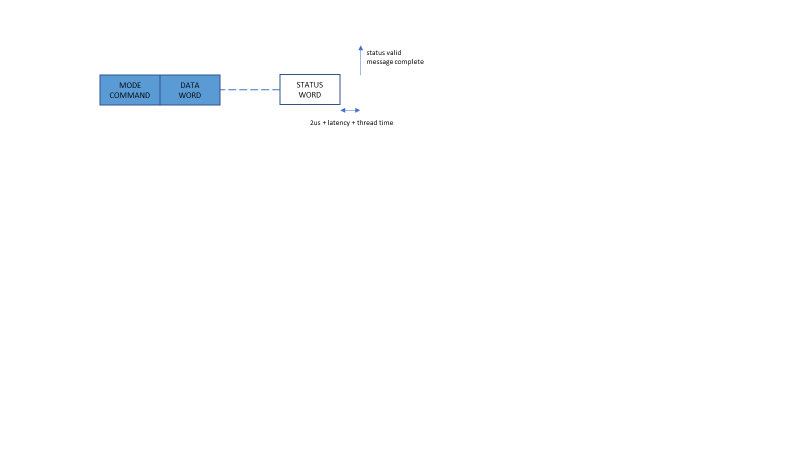 status valid
message complete
MODE
COMMAND
DATA
WORD
STATUS
WORD
2us + latency + thread time